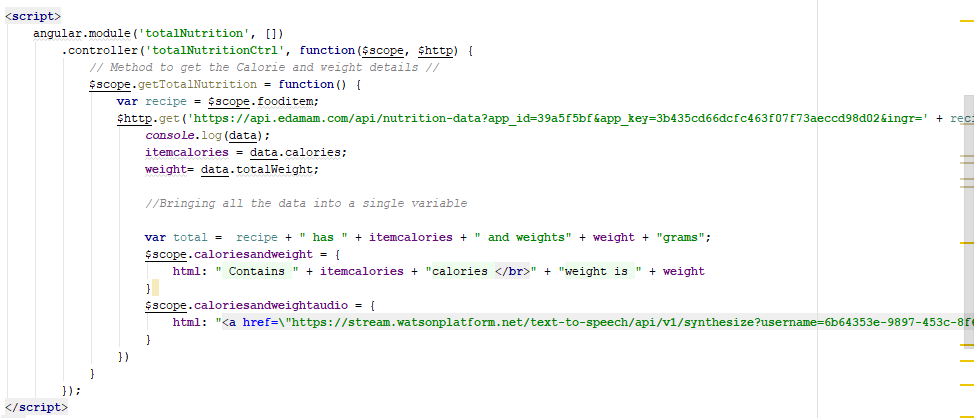 <script>
angular.module('totalNutrition', [])
.controller('totalNutritionCtrl', function($scope, $http) {
// Method to get the Calorie and weight details //
$scope.getTotalNutrition = function() {
var recipe = $scope.fooditem;
$http.get('https://api.edamam.com/api/nutrition-data?app_id=39a5f5bf&app_key=3b435cd66dcfc463f07f73aeccd98d02&ingr=' + reci
console.log(data);
itemcalories = data.calories;
weight= data.totalWeight;
//Bringing all the data into a single variable
var total =  recipe + " has " + itemcalories + " and weights" + weight + "grams";
$scope.caloriesandweight = {
html: " Contains " + itemcalories + "calories </br>" + "weight is " + weight
}
$scope.caloriesandweightaudio = {
html: "<a href=\"https://stream.watsonplatform.net/text-to-speech/api/v1/synthesize?username=6b64353e-9897-453c-8f6
}
})
}
});
</script>